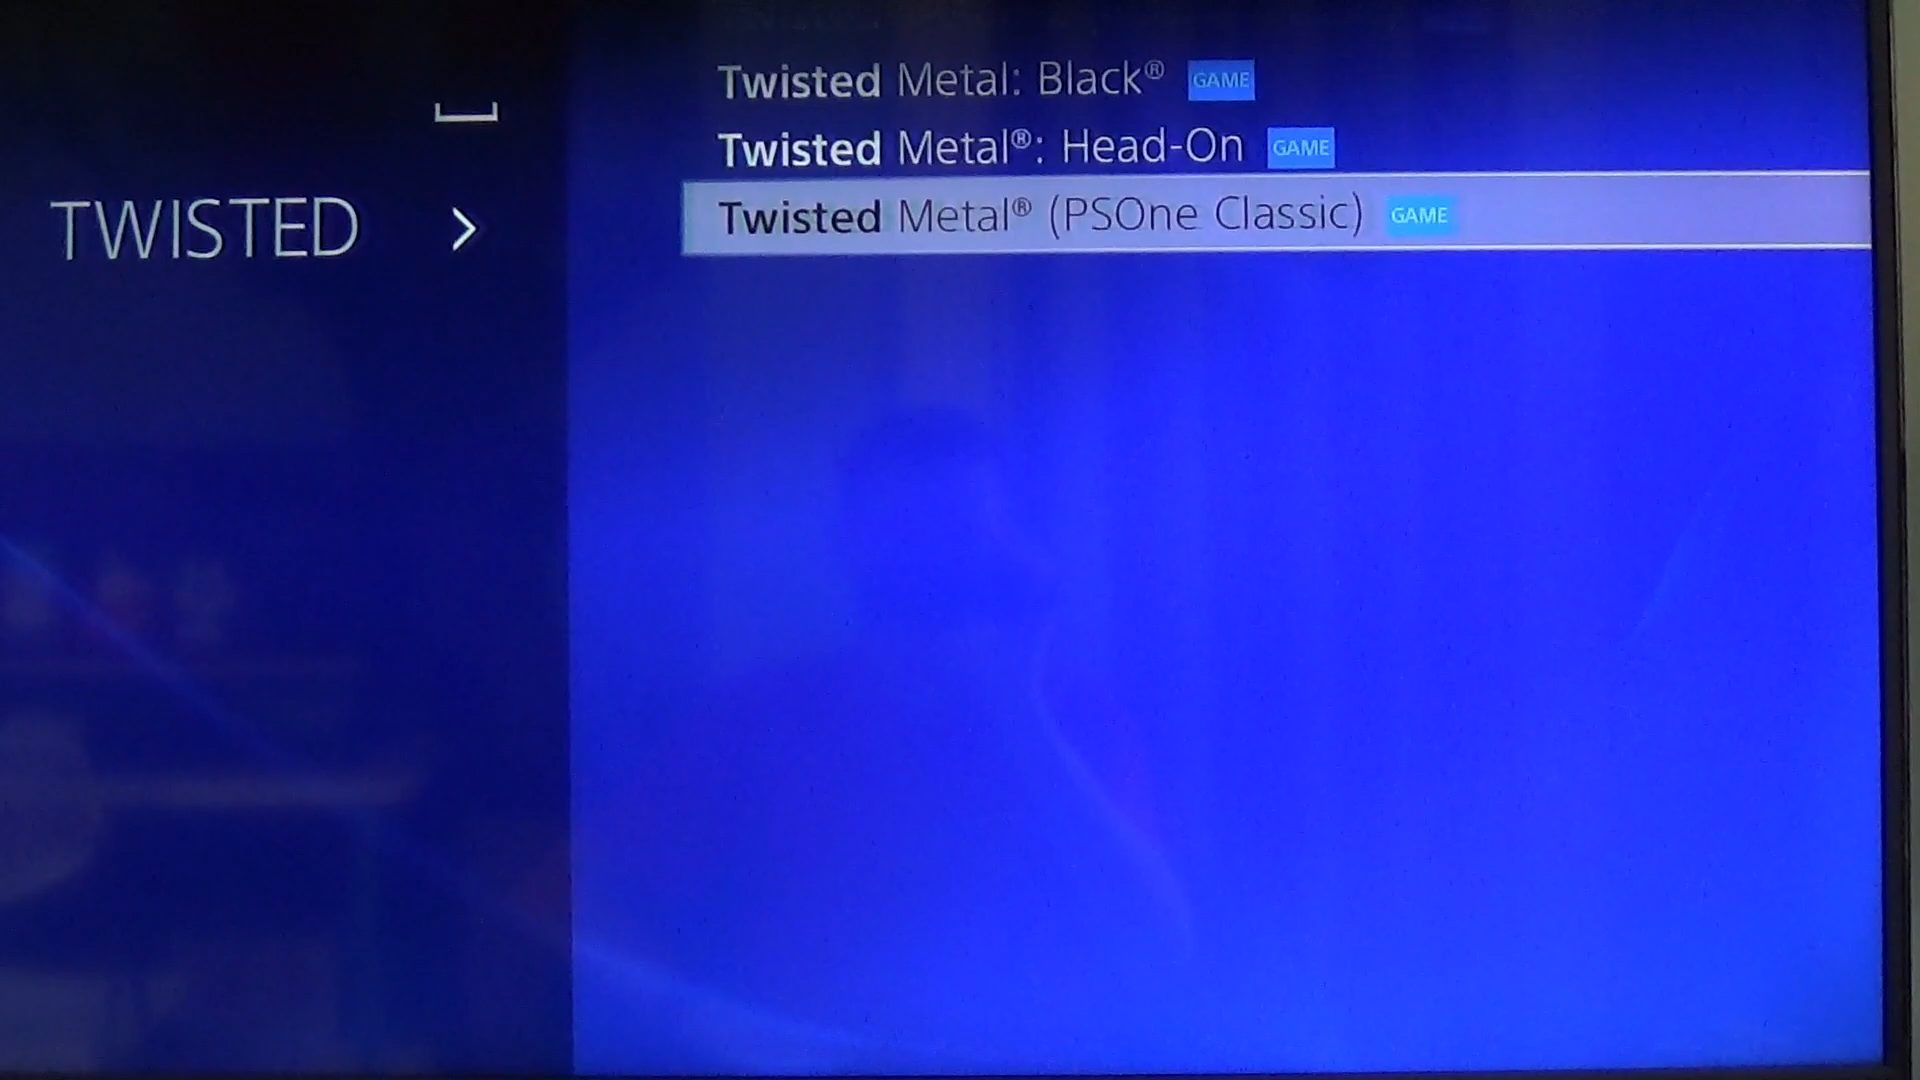 Twisted Metal: Black® GAME
Twisted Metal®: Head-On GAME
TWISTED >
Twisted Metal® (PSOne Classic) GAME